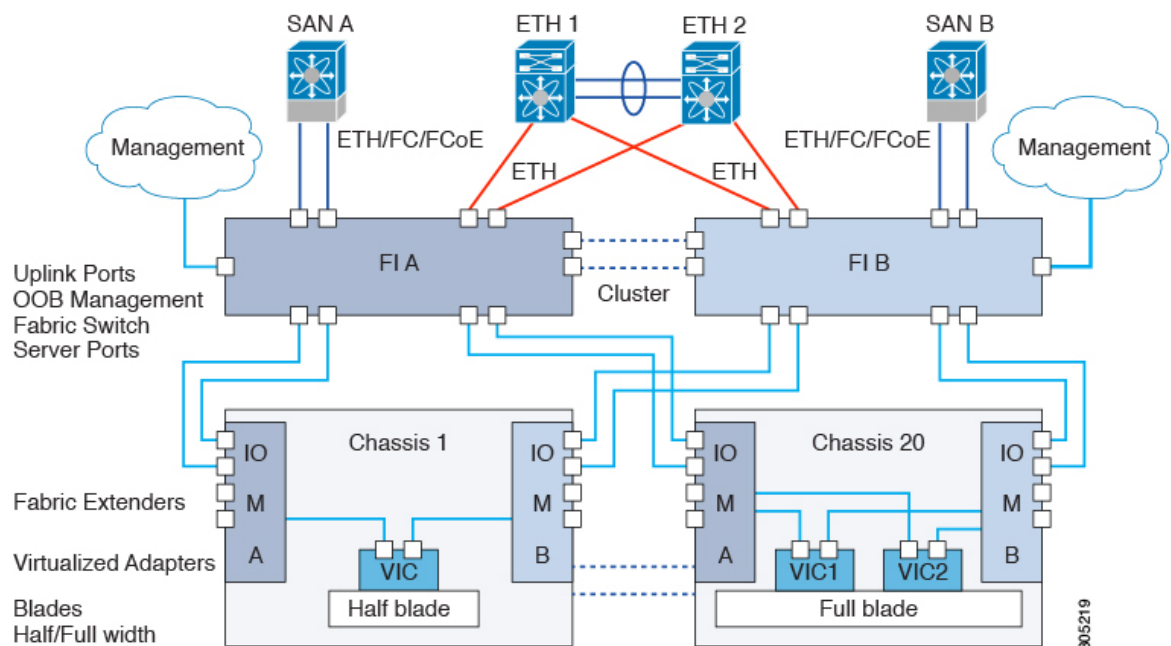 SAN A
ETH 1
ETH 2
SAN B
Management
ETH/FC/FCoE
ETH
ETH
ETH/FC/FCoE
Management
FI A
FI B
Cluster
Uplink Ports
OOB Management
Fabric Switch
Server Ports
IO
M
A
Chassis 1
IO
M
B
IO
M
A
Chassis 20
IO
M
B
Fabric Extenders
Virtualized Adapters
VIC
VIC1
VIC2
Half blade
Full blade
Blades
Half/Full width
305219